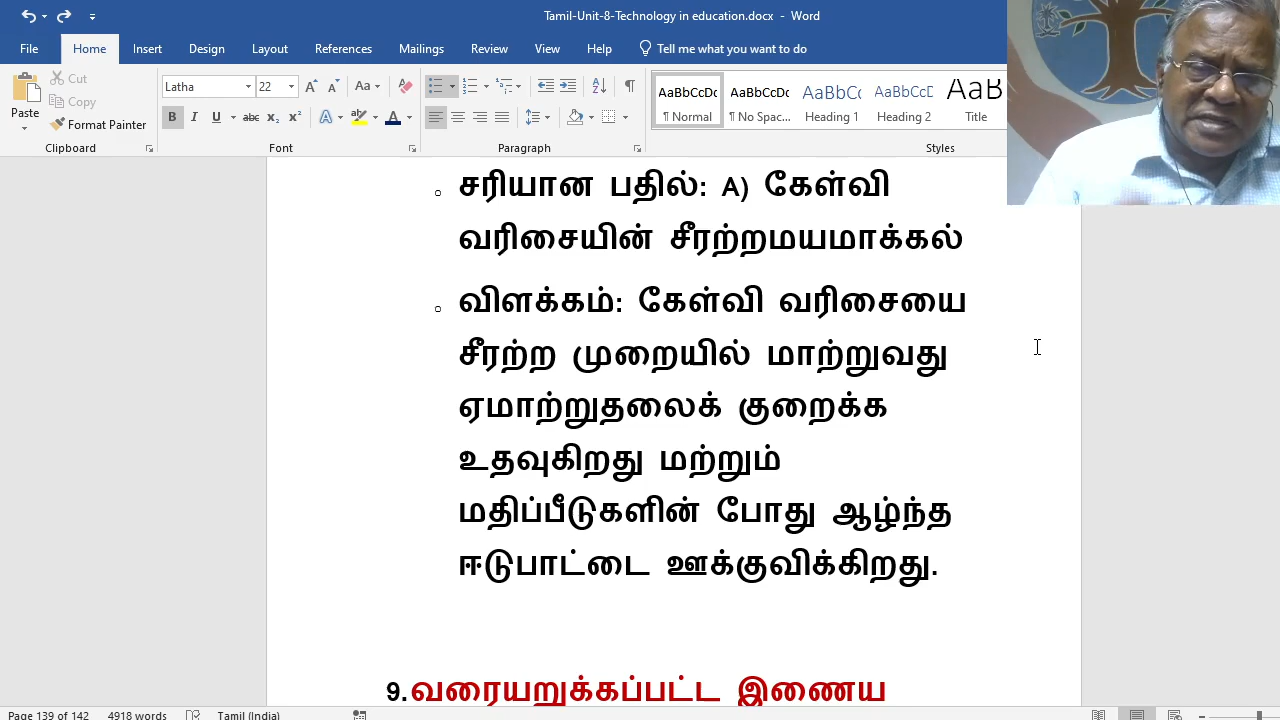 Tamil-Unit-8-Technology in education.docx - Word
File Home Insert Design Layout References Mailings Review View Help Tell me what you want to do
Paste
Cut
Copy
Format Painter
Latha 22
AaBbCcDc AaBbCcDc AaBbCc AaBbCcD AaB
¶ Normal ¶ No Spac... Heading 1 Heading 2 Title
Clipboard Font Paragraph Styles
சரியான பதில்: A) கேள்வி
வரிசையின் சீரற்றமயமாக்கல்
விளக்கம்: கேள்வி வரிசையை
சீரற்ற முறையில் மாற்றுவது
ஏமாற்றுதலைக் குறைக்க
உதவுகிறது மற்றும்
மதிப்பீடுகளின் போது ஆழ்ந்த
ஈடுபாட்டை ஊக்குவிக்கிறது.
9.வரையறுக்கப்பட்ட இணைய
Page 139 of 142 4918 words Tamil (India)